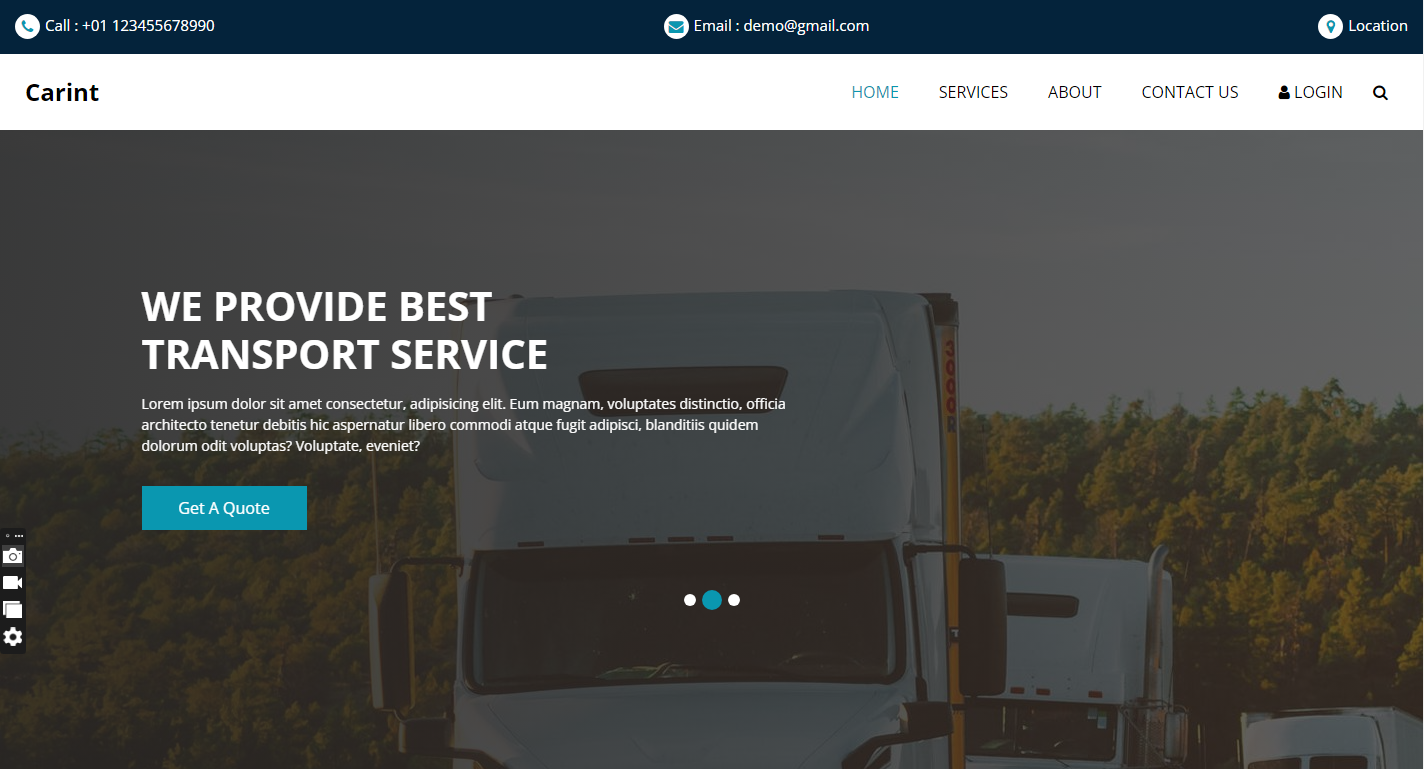 Call : +01 123455678990
Email : demo@gmail.com
Location
Carint
HOME
SERVICES
ABOUT
CONTACT US
LOGIN
WE PROVIDE BEST
TRANSPORT SERVICE
Lorem ipsum dolor sit amet consectetur, adipisicing elit. Eum magnam, voluptates distinctio, officia
architecto tenetur debitis hic aspernatur libero commodi atque fugit adipisci, blanditiis quidem
dolorum odit voluptas? Voluptate, eveniet?
Get A Quote